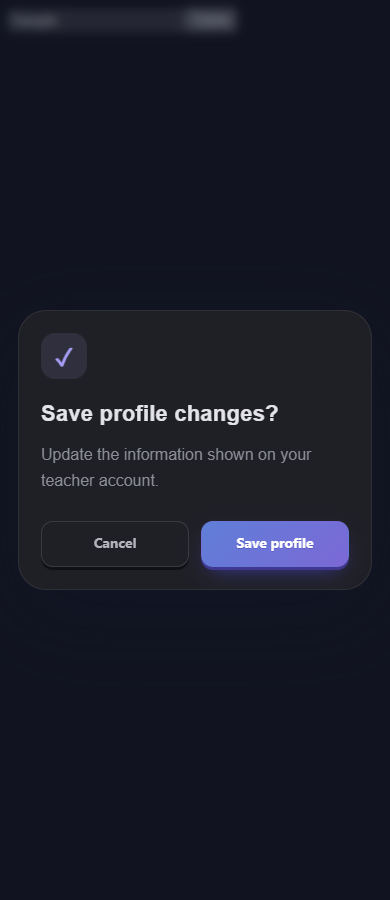 Save profile changes?
Update the information shown on your
teacher account.
Cancel
Save profile